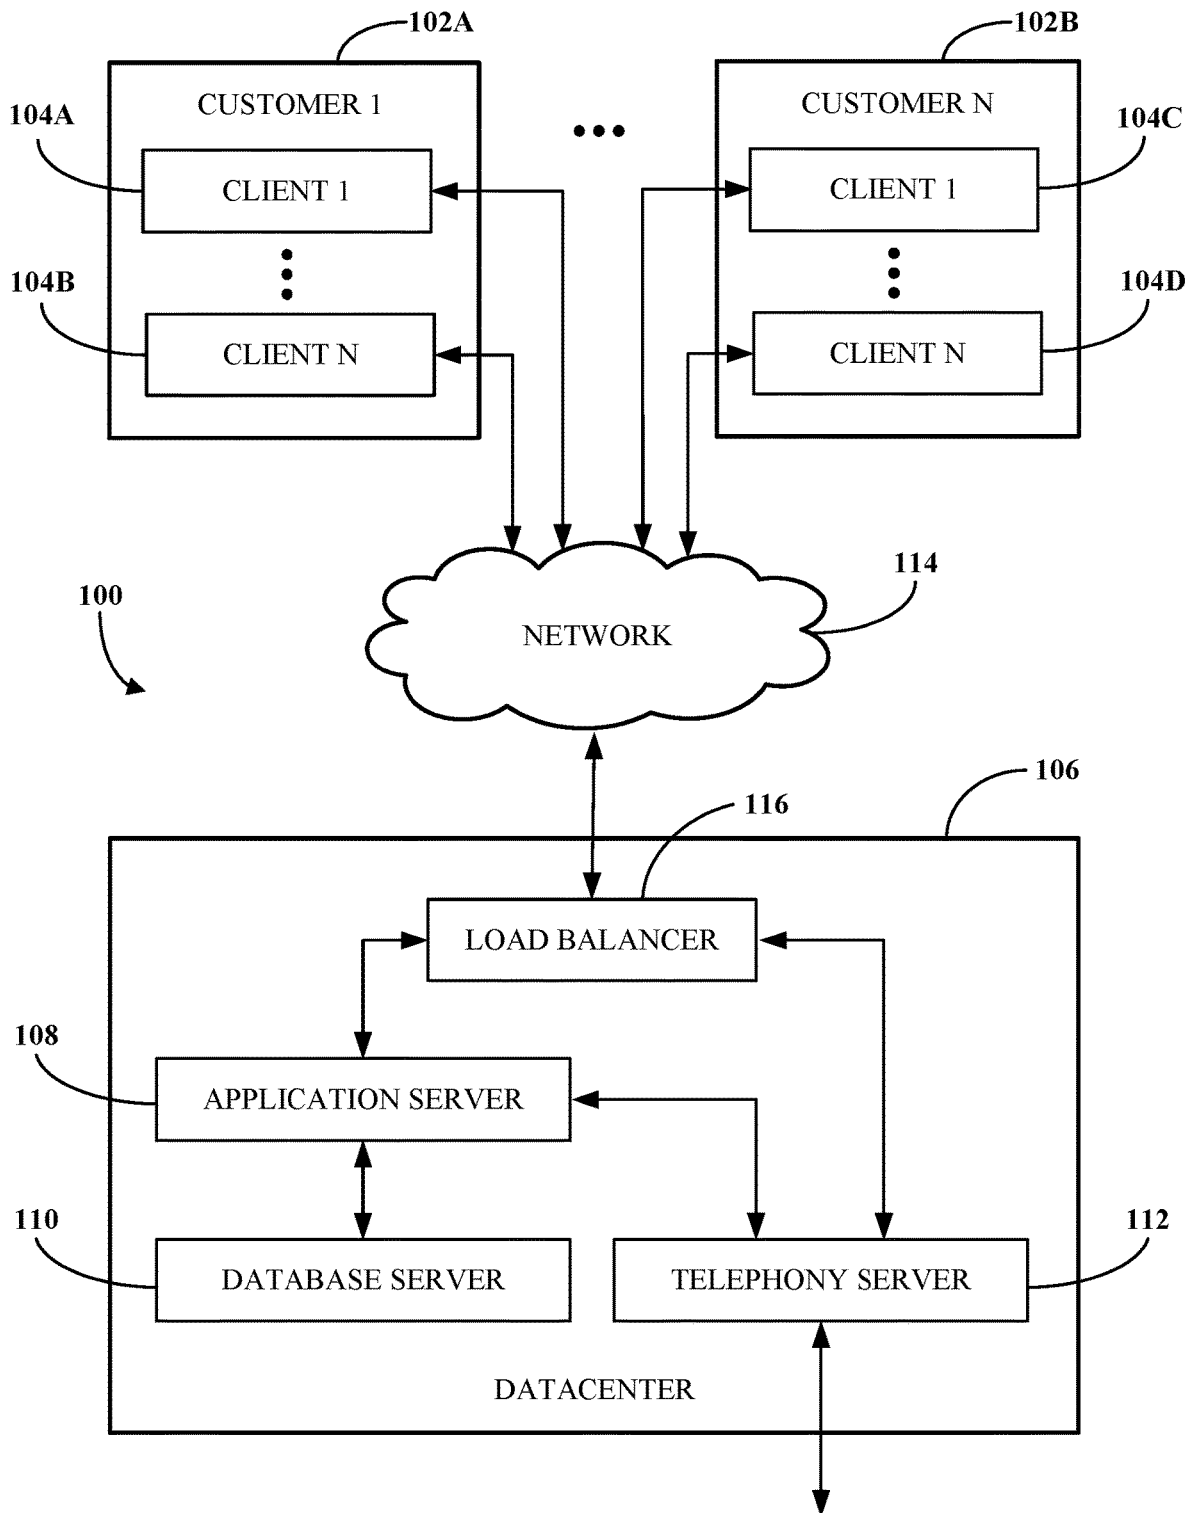 102A
102B
CUSTOMER 1
CUSTOMER N
104A
104C
CLIENT 1
CLIENT 1
104B
104D
CLIENT N
CLIENT N
114
100
NETWORK
106
116
LOAD BALANCER
108
APPLICATION SERVER
110
112
DATABASE SERVER
TELEPHONY SERVER
DATACENTER